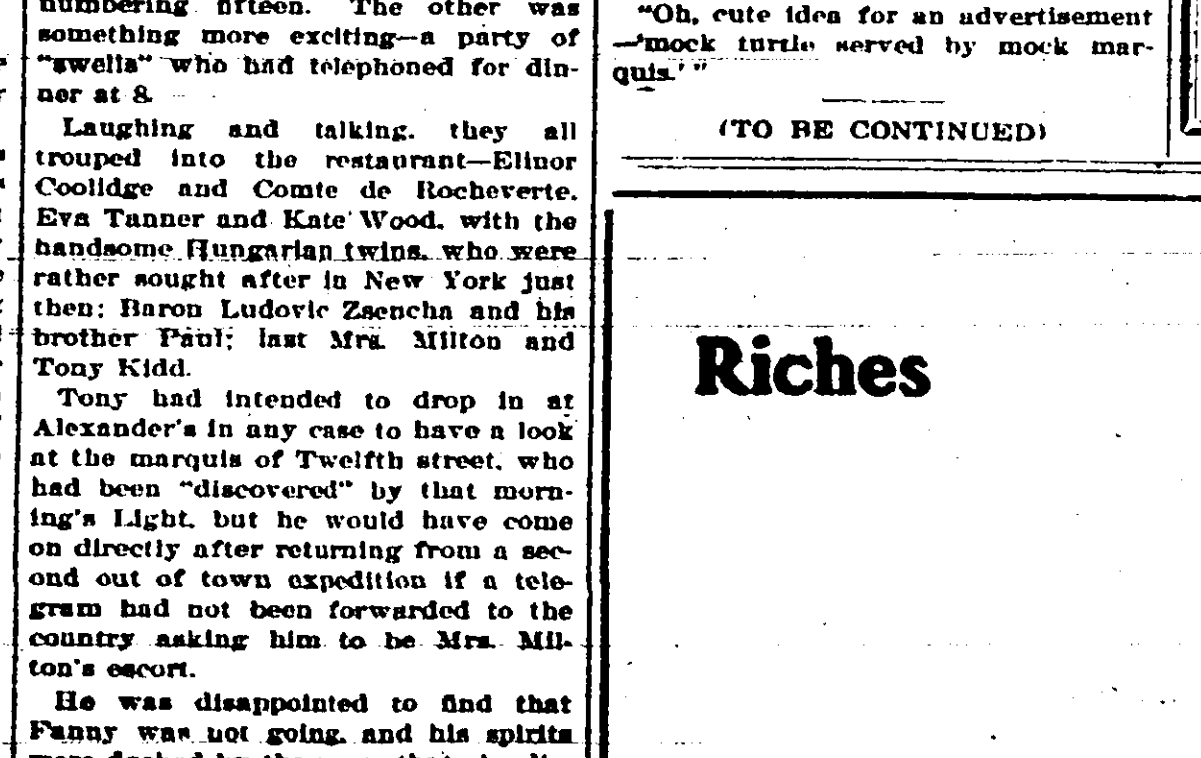 numbering fifteen. The other was
something more exciting—a party of
"swells" who had telephoned for din-
ner at 8.
Laughing and talking, they all
trouped into the restaurant—Elinor
Coolidge and Comte de Rocheverte,
Eva Tanner and Kate Wood, with the
handsome Hungarian twins, who were
rather sought after in New York just
then; Baron Ludovic Zsencha and his
brother Paul; last Mrs. Milton and
Tony Kidd.
Tony had intended to drop in at
Alexander's in any case to have a look
at the marquis of Twelfth street, who
had been "discovered" by that morn-
ing's Light, but he would have come
on directly after returning from a sec-
ond out of town expedition if a tele-
gram had not been forwarded to the
country asking him to be Mrs. Mil-
ton's escort.
He was disappointed to find that
Fanny was not going, and his spirits
"Oh, cute idea for an advertisement
—'mock turtle served by mock mar-
quis.' "
(TO BE CONTINUED)
Riches